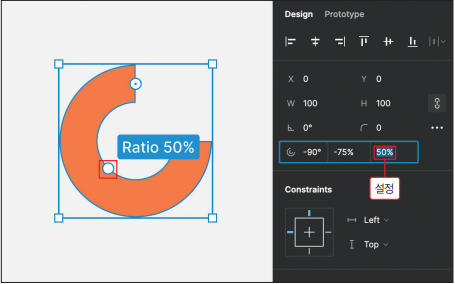 Design Prototype
X 0 Y 0
W 100 H 100
0° 0
-90° -75% 50%
Ratio 50%
설정
Constraints
Left
Top